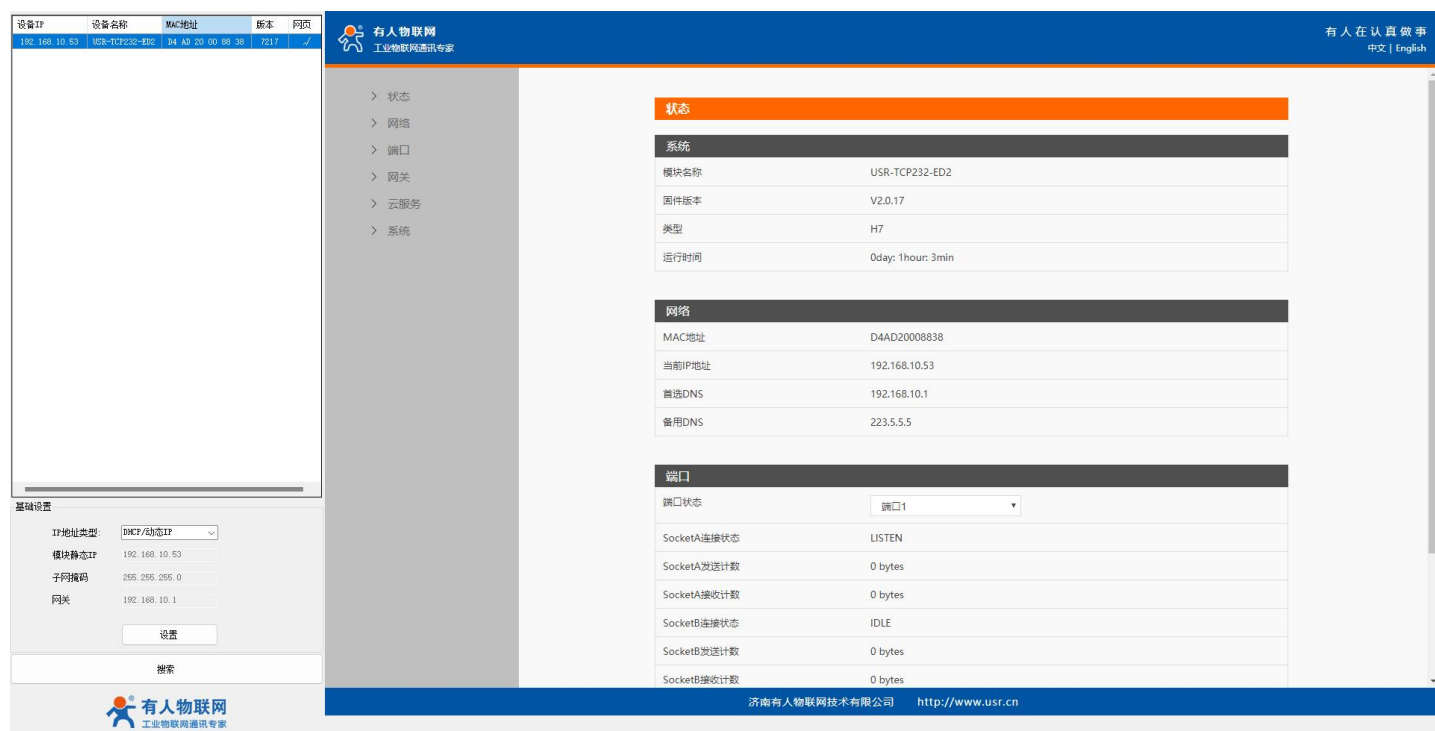 设备IP 设备名称 MAC地址 版本 网页
192.168.10.53 USR-TCP232-ED2 D4 AD 20 00 88 38 7217 ./
基础设置
IP地址类型: DHCP/动态IP
模块静态IP 192.168.10.53
子网掩码 255.255.255.0
网关 192.168.10.1
设置
搜索
有人物联网
工业物联网通讯专家
有人物联网
工业物联网通讯专家
有人在认真做事
中文 | English
状态
网络
端口
网关
云服务
系统
状态
系统
模块名称 USR-TCP232-ED2
固件版本 V2.0.17
类型 H7
运行时间 0day: 1hour: 3min
网络
MAC地址 D4AD20008838
当前IP地址 192.168.10.53
首选DNS 192.168.10.1
备用DNS 223.5.5.5
端口
端口状态 端口1
SocketA连接状态 LISTEN
SocketA发送计数 0 bytes
SocketA接收计数 0 bytes
SocketB连接状态 IDLE
SocketB发送计数 0 bytes
SocketB接收计数 0 bytes
济南有人物联网技术有限公司 http://www.usr.cn